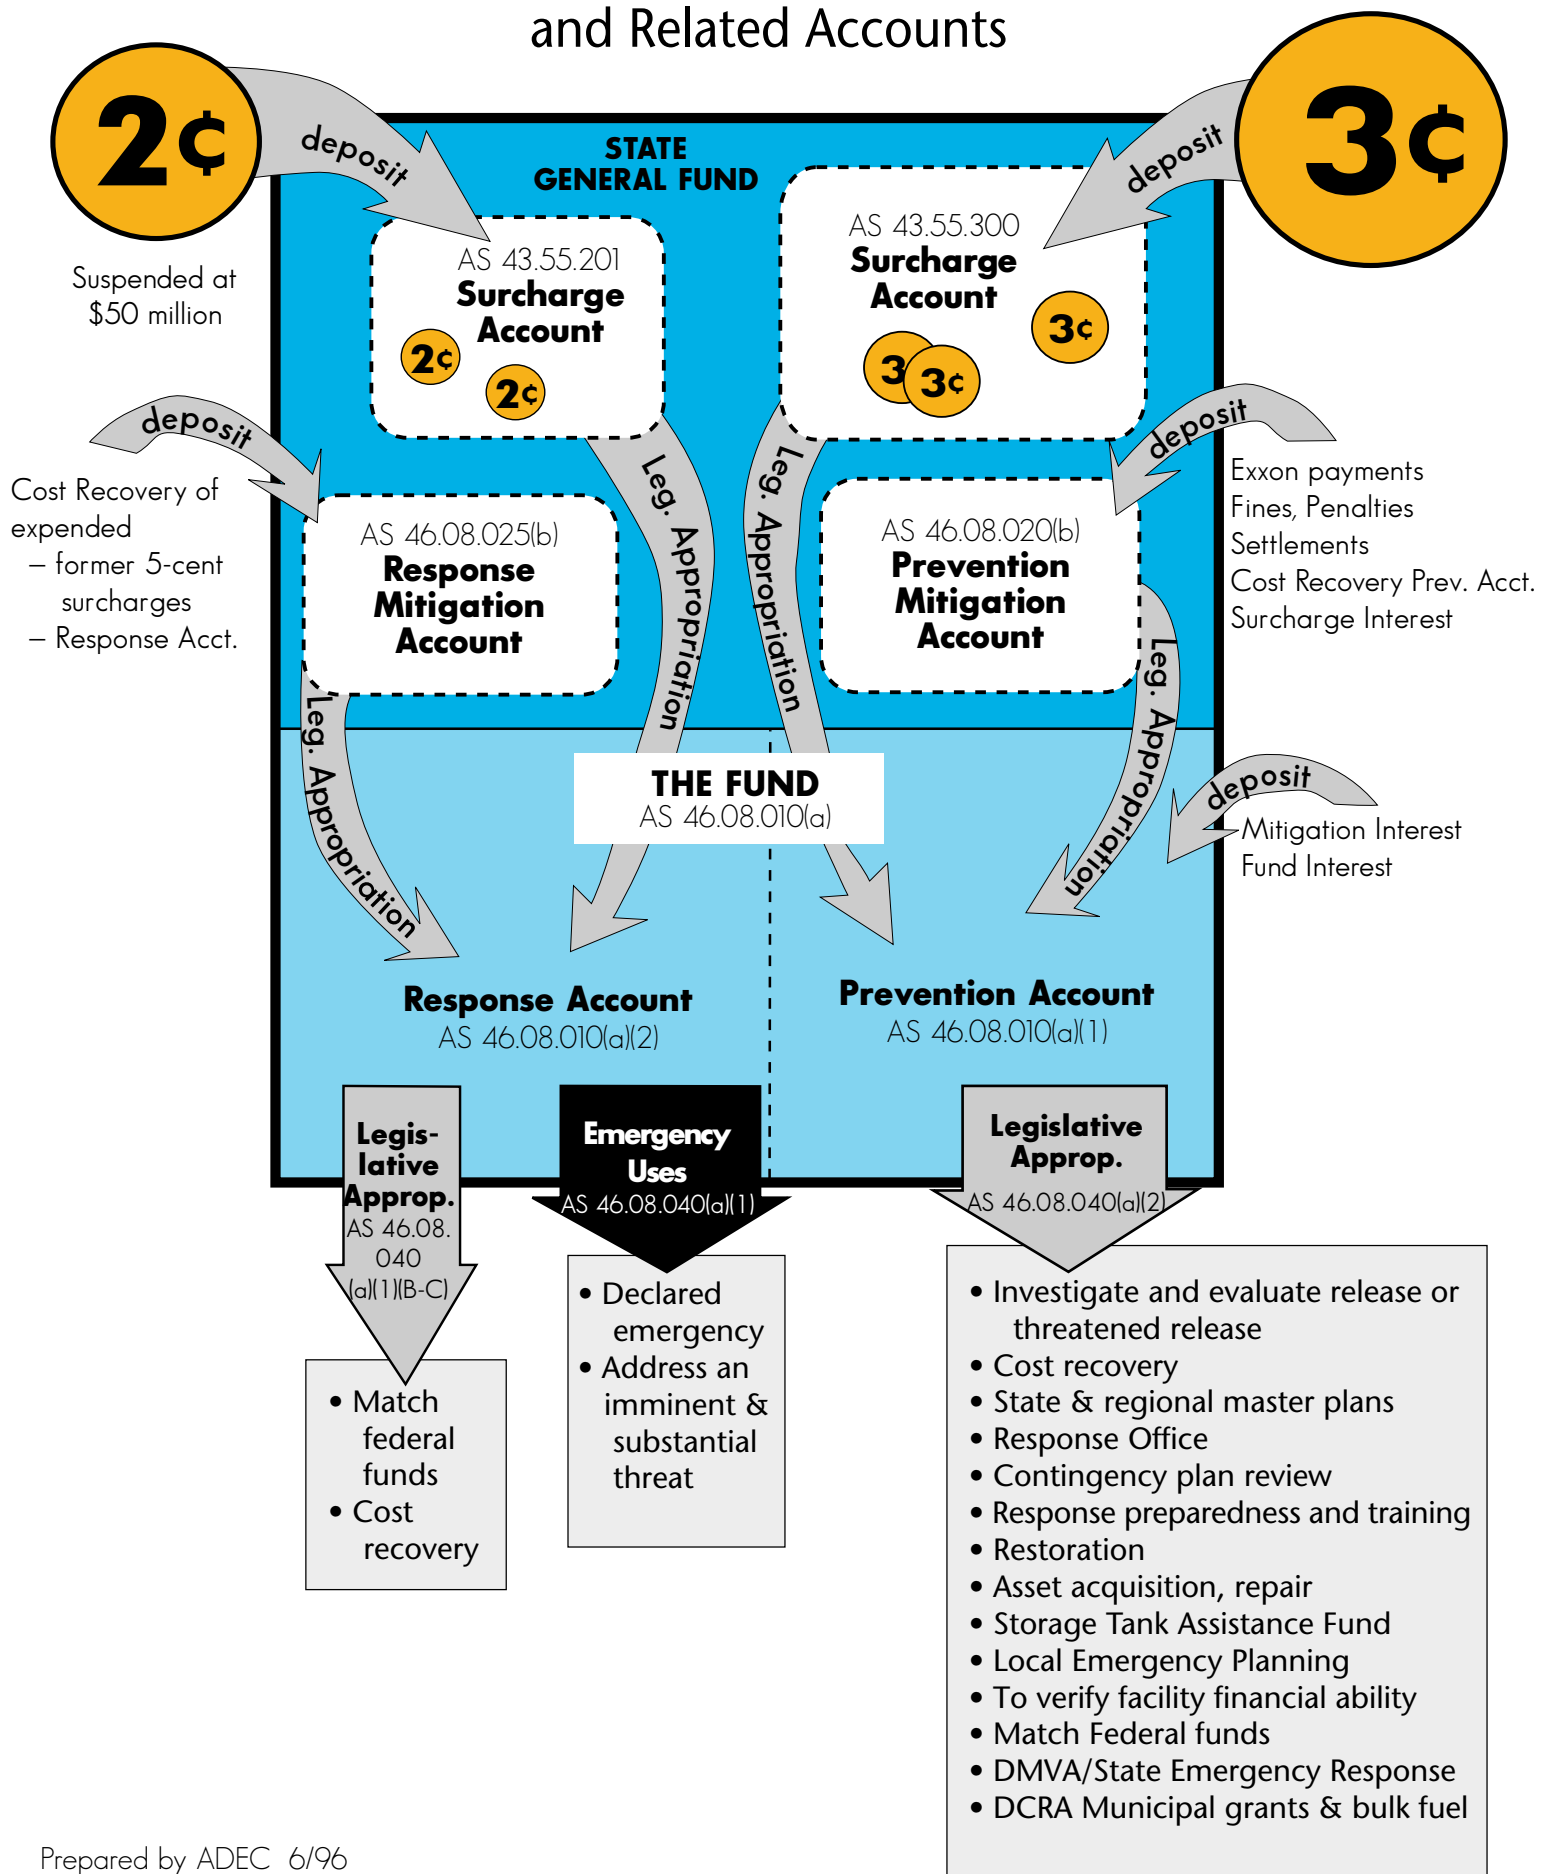 and Related Accounts
2¢
deposit
3¢
deposit
STATE
GENERAL FUND
Suspended at
$50 million
AS 43.55.201
Surcharge
Account
2¢
2¢
AS 43.55.300
Surcharge
Account
3¢
3
3¢
deposit
Cost Recovery of
expended
– former 5-cent
surcharges
– Response Acct.
deposit
Exxon payments
Fines, Penalties
Settlements
Cost Recovery Prev. Acct.
Surcharge Interest
AS 46.08.025(b)
Response
Mitigation
Account
Leg. Appropriation
Leg. Appropriation
AS 46.08.020(b)
Prevention
Mitigation
Account
Leg. Appropriation
Leg. Appropriation
THE FUND
AS 46.08.010(a)
deposit
Mitigation Interest
Fund Interest
Response Account
AS 46.08.010(a)(2)
Prevention Account
AS 46.08.010(a)(1)
Legis-
lative
Approp.
AS 46.08.
040
(a)(1)(B-C)
Emergency
Uses
AS 46.08.040(a)(1)
Legislative
Approp.
AS 46.08.040(a)(2)
• Match
federal
funds
• Cost
recovery
• Declared
emergency
• Address an
imminent &
substantial
threat
• Investigate and evaluate release or
threatened release
• Cost recovery
• State & regional master plans
• Response Office
• Contingency plan review
• Response preparedness and training
• Restoration
• Asset acquisition, repair
• Storage Tank Assistance Fund
• Local Emergency Planning
• To verify facility financial ability
• Match Federal funds
• DMVA/State Emergency Response
• DCRA Municipal grants & bulk fuel
Prepared by ADEC 6/96